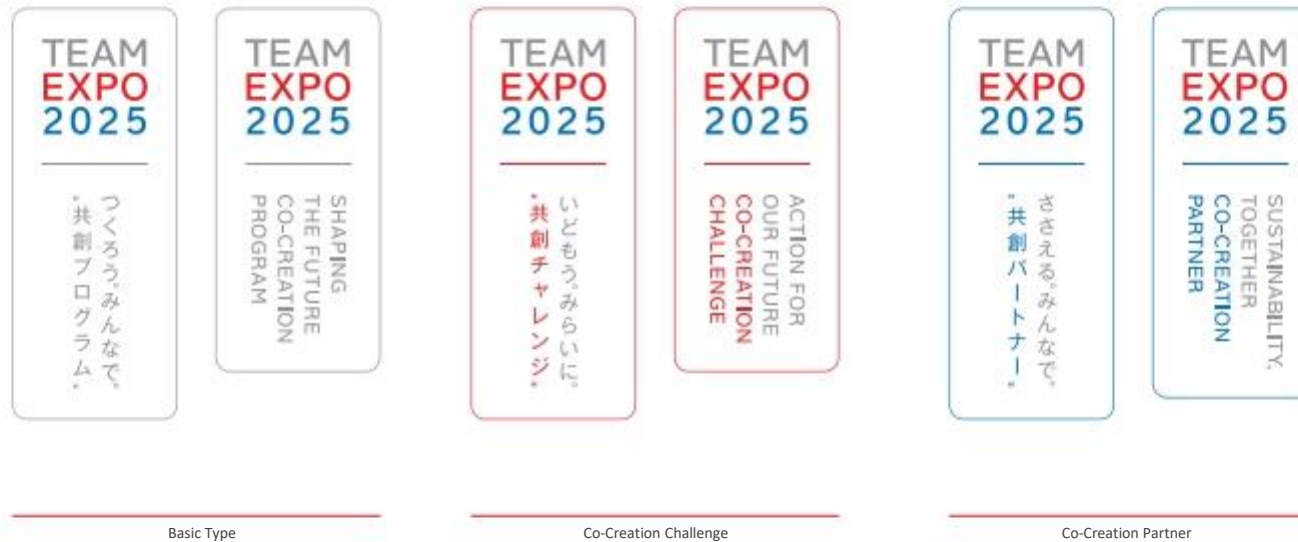 TEAM
EXPO
2025
つくろう。みんなで。
“共創プログラム”
TEAM
EXPO
2025
SHAPING
THE FUTURE
CO-CREATION
PROGRAM
TEAM
EXPO
2025
いどもう。みらいに。
“共創チャレンジ”
TEAM
EXPO
2025
ACTION FOR
OUR FUTURE
CO-CREATION
CHALLENGE
TEAM
EXPO
2025
ささえる。みんなで。
“共創パートナー”
TEAM
EXPO
2025
SUSTAINABILITY,
TOGETHER
CO-CREATION
PARTNER
Basic Type
Co-Creation Challenge
Co-Creation Partner